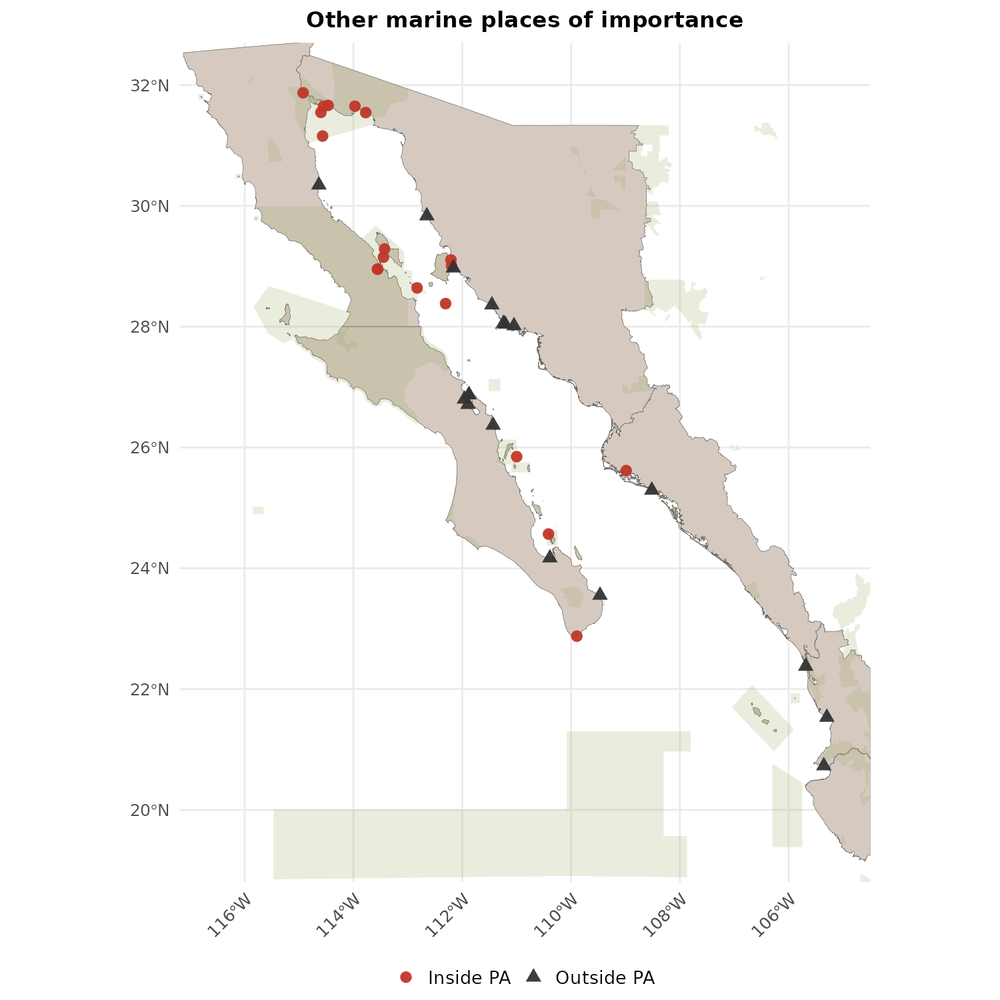 Other marine places of importance
32°N
30°N
28°N
26°N
24°N
22°N
20°N
116°W
114°W
112°W
110°W
108°W
106°W
Inside PA
Outside PA